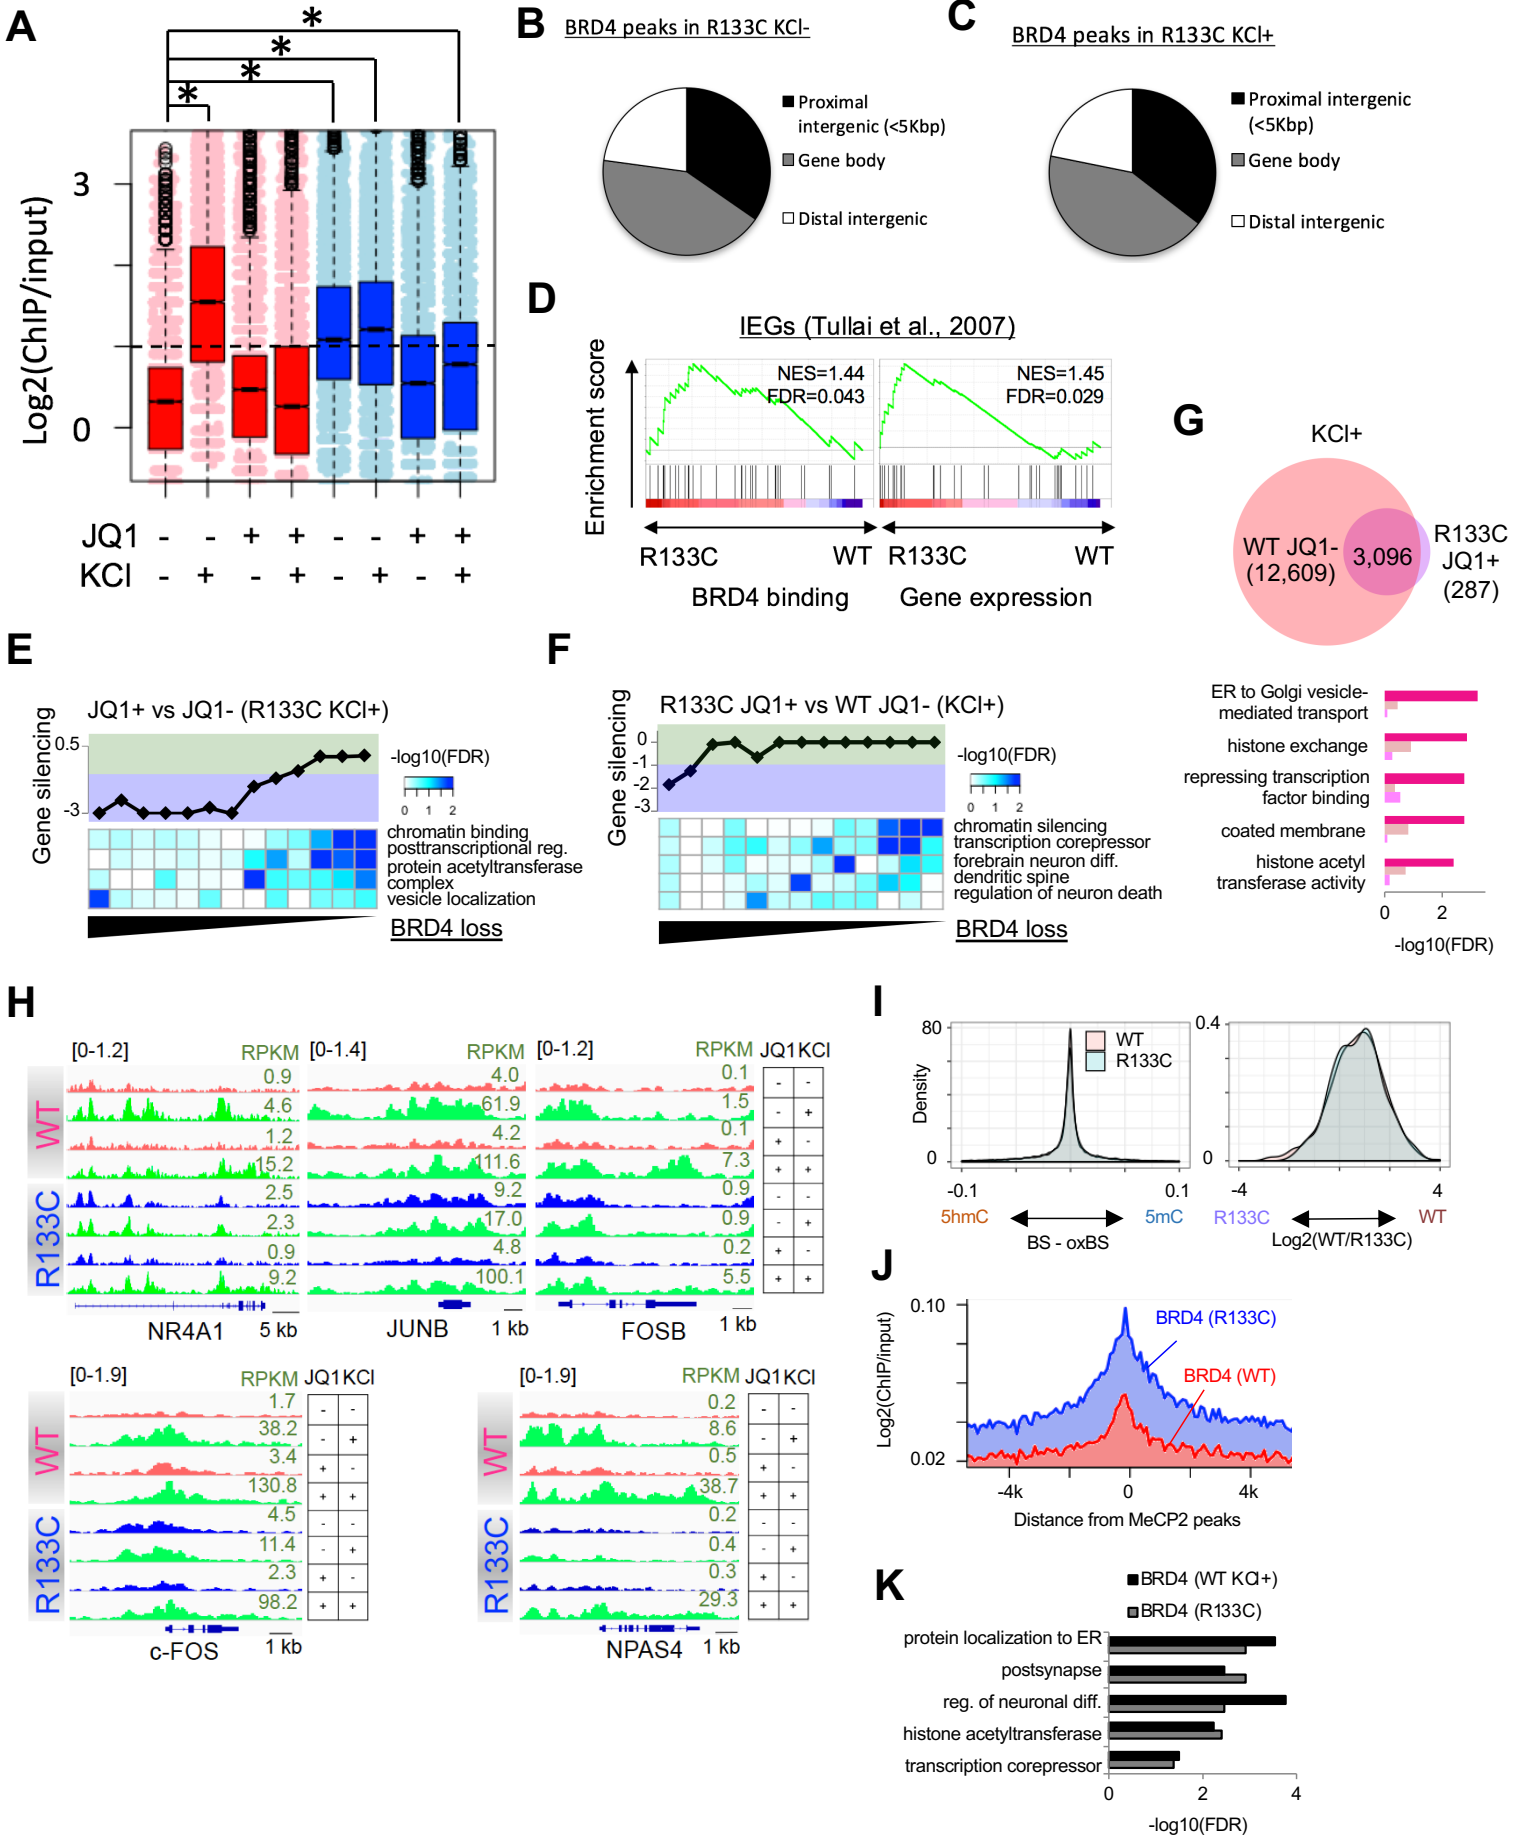 A
*
*
*
*
Log2(ChIP/input)
3
0
JQ1 - - + + - - + +
KCl - + - + - + - +
B
BRD4 peaks in R133C KCl-
Proximal
intergenic (<5Kbp)
Gene body
Distal intergenic
C
BRD4 peaks in R133C KCl+
Proximal intergenic
(<5Kbp)
Gene body
Distal intergenic
D
IEGs (Tullai et al., 2007)
Enrichment score
NES=1.44
FDR=0.043
NES=1.45
FDR=0.029
R133C WT
R133C WT
BRD4 binding
Gene expression
E
JQ1+ vs JQ1- (R133C KCl+)
Gene silencing
0.5
-3
-log10(FDR)
0 1 2
chromatin binding
posttranscriptional reg.
protein acetyltransferase
complex
vesicle localization
BRD4 loss
F
R133C JQ1+ vs WT JQ1- (KCl+)
Gene silencing
0
-1
-2
-3
-log10(FDR)
0 1 2
chromatin silencing
transcription corepressor
forebrain neuron diff.
dendritic spine
regulation of neuron death
BRD4 loss
G
KCl+
WT JQ1-
(12,609)
3,096
R133C
JQ1+
(287)
ER to Golgi vesicle-
mediated transport
histone exchange
repressing transcription
factor binding
coated membrane
histone acetyl
transferase activity
0 2
-log10(FDR)
H
WT
R133C
[0-1.2] RPKM
0.9
4.6
1.2
15.2
2.5
2.3
0.9
9.2
NR4A1 5 kb
[0-1.4] RPKM
4.0
61.9
4.2
111.6
9.2
17.0
4.8
100.1
JUNB 1 kb
[0-1.2] RPKM
0.1
1.5
0.1
7.3
0.9
0.9
0.2
5.5
FOSB 1 kb
JQ1 KCl
- -
- +
+ -
+ +
- -
- +
+ -
+ +
WT
R133C
[0-1.9] RPKM
1.7
38.2
3.4
130.8
4.5
11.4
2.3
98.2
c-FOS 1 kb
JQ1 KCl
- -
- +
+ -
+ +
- -
- +
+ -
+ +
WT
R133C
[0-1.9] RPKM
0.2
8.6
0.5
38.7
0.2
0.4
0.3
29.3
NPAS4 1 kb
JQ1 KCl
- -
- +
+ -
+ +
- -
- +
+ -
+ +
I
Density
80
40
0
WT
R133C
-0.1 0.1
5hmC 5mC
BS - oxBS
0.4
0
-4 4
R133C WT
Log2(WT/R133C)
J
Log2(ChIP/input)
0.10
0.02
BRD4 (R133C)
BRD4 (WT)
-4k 0 4k
Distance from MeCP2 peaks
K
BRD4 (WT KCl+)
BRD4 (R133C)
protein localization to ER
postsynapse
reg. of neuronal diff.
histone acetyltransferase
transcription corepressor
0 2 4
-log10(FDR)